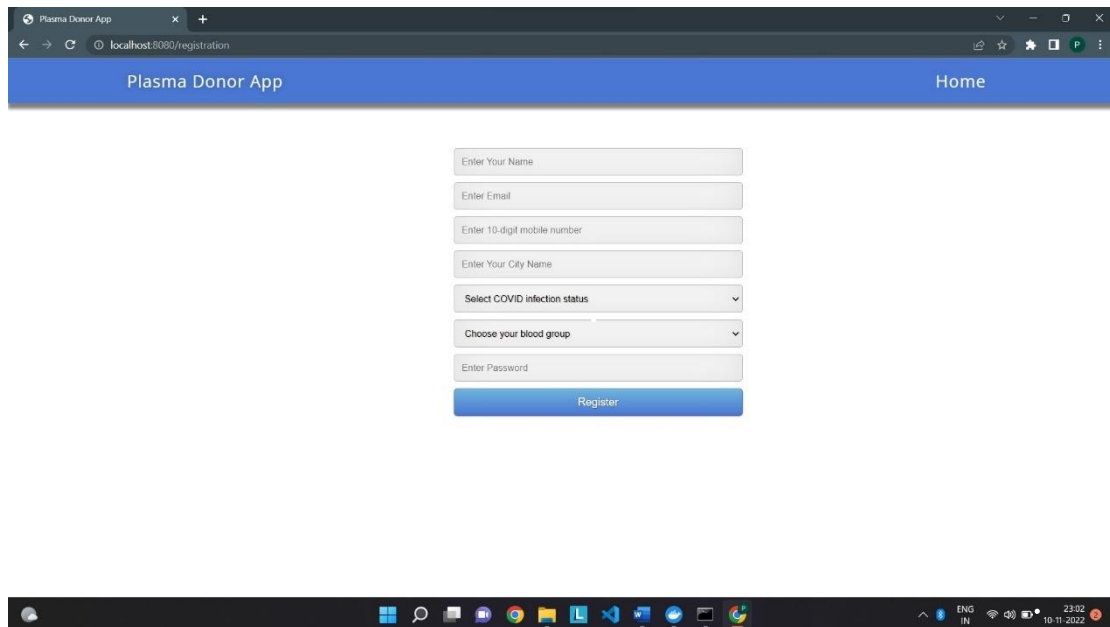 Plasma Donor App
localhost:8080/registration
P
Plasma Donor App
Home
Enter Your Name
Enter Email
Enter 10-digit mobile number
Enter Your City Name
Select COVID infection status
Choose your blood group
Enter Password
Register
L
ENG
IN
23:02
10-11-2022
2